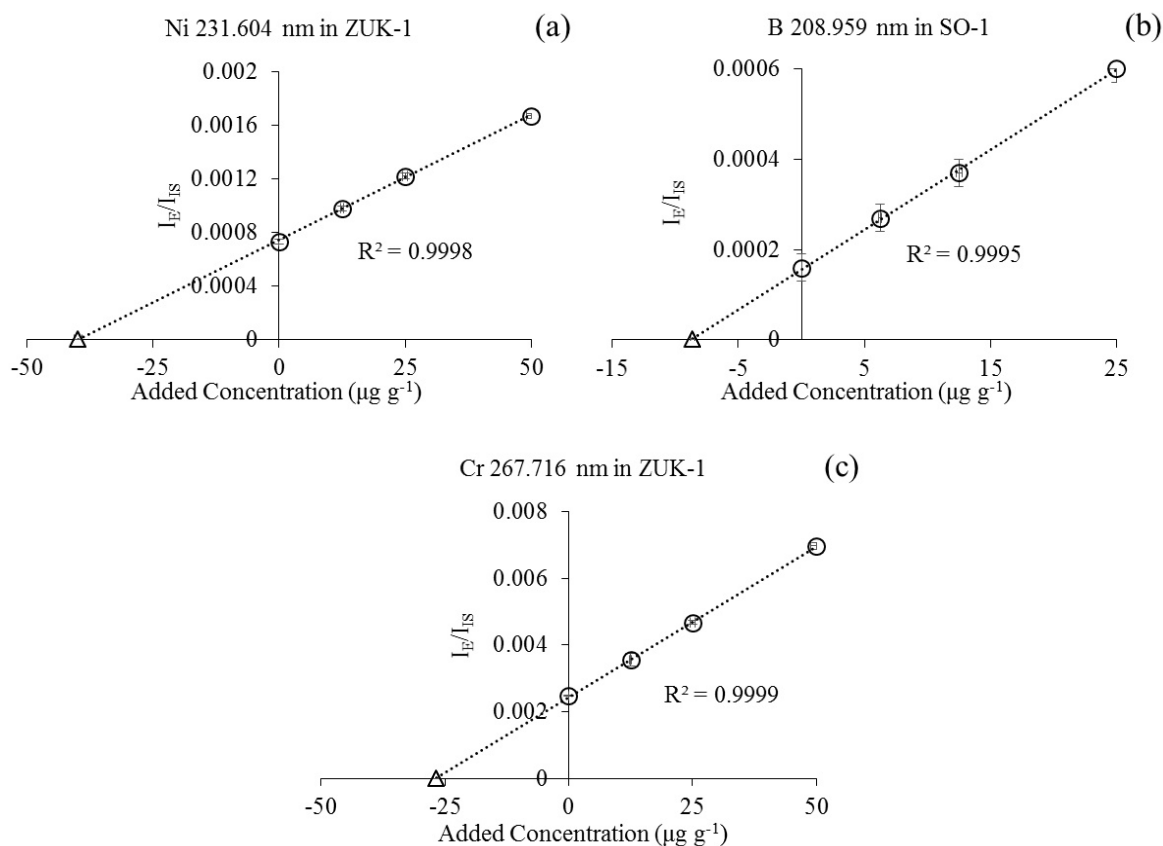 Ni 231.604 nm in ZUK-1
(a)
0.002
0.0016
0.0012
0.0008
0.0004
0
I_E/I_IS
R² = 0.9998
-50 -25 0 25 50
Added Concentration (µg g⁻¹)
B 208.959 nm in SO-1
(b)
0.0006
0.0004
0.0002
0
I_E/I_IS
R² = 0.9995
-15 -5 5 15 25
Added Concentration (µg g⁻¹)
Cr 267.716 nm in ZUK-1
(c)
0.008
0.006
0.004
0.002
0
I_E/I_IS
R² = 0.9999
-50 -25 0 25 50
Added Concentration (µg g⁻¹)